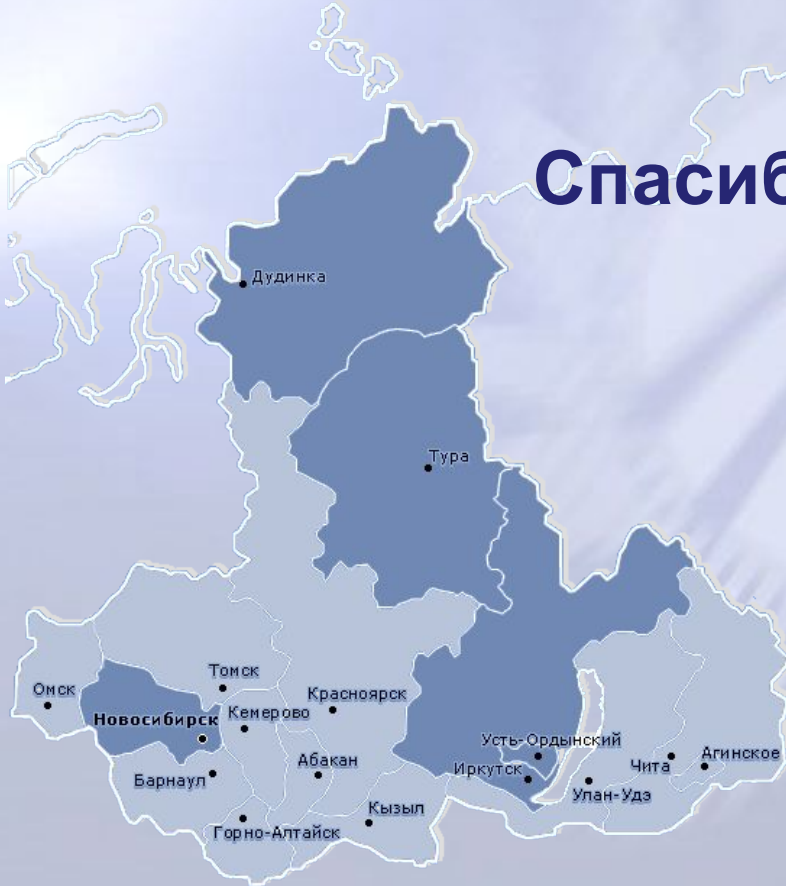 Спасиб
Дудинка
Тура
Томск
Омск
Красноярск
Новосибирск
Кемерово
Усть-Ордынский
Абакан
Иркутск
Чита
Агинское
Барнаул
Улан-Удэ
Кызыл
Горно-Алтайск